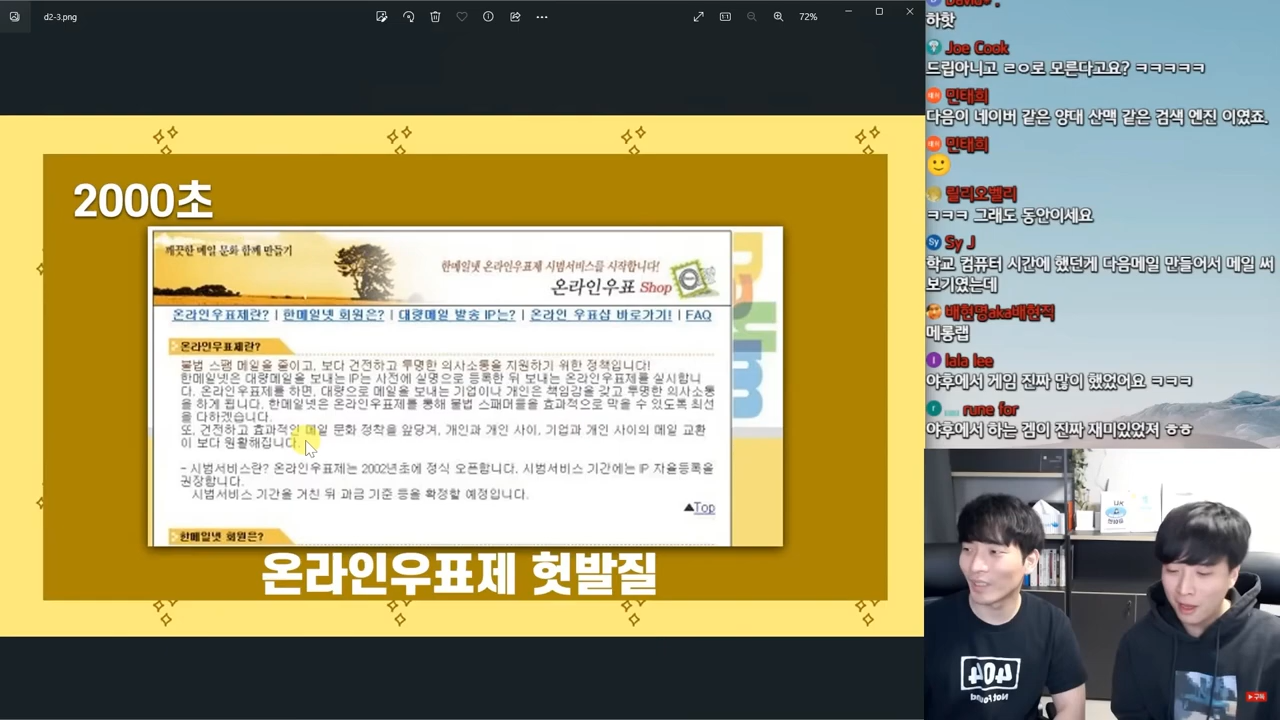 d2-3.png
72%
2000초
깨끗한 메일 문화 함께 만들기
한메일넷 온라인우표제 시범서비스를 시작합니다!
온라인우표 Shop
온라인우표제란? | 한메일넷 회원은? | 대량메일 발송 IP는? | 온라인 우표샵 바로가기! | FAQ
온라인우표제란?
불법 스팸 메일을 줄이고, 보다 건전하고 투명한 의사소통을 지원하기 위한 정책입니다!
한메일넷은 대량메일을 보내는 IP는 사전에 실명으로 등록한 뒤 보내는 온라인우표제를 실시합니
다. 온라인우표제를 하면, 대량으로 메일을 보내는 기업이나 개인은 책임감을 갖고 투명한 의사소통
을 하게 됩니다. 한메일넷은 온라인우표제를 통해 불법 스패머들을 효과적으로 막을 수 있도록 최선
을 다하겠습니다.
또, 건전하고 효과적인 메일 문화 정착을 앞당겨, 개인과 개인 사이, 기업과 개인 사이의 메일 교환
이 보다 원활해집니다.
- 시범서비스란? 온라인우표제는 2002년초에 정식 오픈합니다. 시범서비스 기간에는 IP 자율등록을
권장합니다.
시범서비스 기간을 거친 뒤 과금 기준 등을 확정할 예정입니다.
▲Top
한메일넷 회원은?
온라인우표제 헛발질
하핫
Joe Cook
드립아니고 ㄹㅇ로 모른다고요? ㅋㅋㅋㅋㅋ
민태희
다음이 네이버 같은 양대 산맥 같은 검색 엔진 이였죠.
민태희
릴리오벨리
ㅋㅋㅋ 그래도 동안이세요
Sy J
학교 컴퓨터 시간에 했던게 다음메일 만들어서 메일 써
보기였는데
배현명aka배현직
메롱랩
lala lee
야후에서 게임 진짜 많이 했었어요 ㅋㅋㅋ
rune for
야후에서 하는 겜이 진짜 재미있었져 ㅎㅎ
404
Not Found
구독